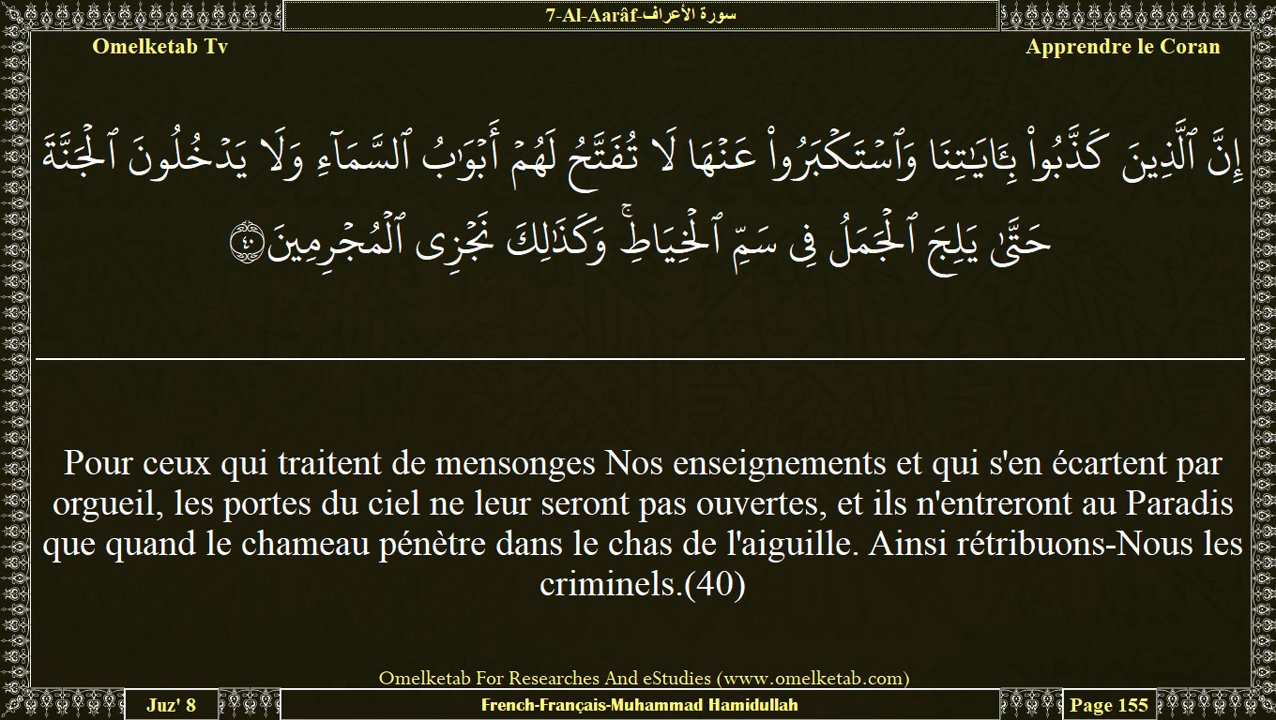 7-Al-Aarâf-سورة الأعراف
Omelketab Tv
Apprendre le Coran
إِنَّ ٱلَّذِينَ كَذَّبُوا۟ بِـَٔايَـٰتِنَا وَٱسْتَكْبَرُوا۟ عَنْهَا لَا تُفَتَّحُ لَهُمْ أَبْوَٰبُ ٱلسَّمَآءِ وَلَا يَدْخُلُونَ ٱلْجَنَّةَ
حَتَّىٰ يَلِجَ ٱلْجَمَلُ فِى سَمِّ ٱلْخِيَاطِ ۚ وَكَذَٰلِكَ نَجْزِى ٱلْمُجْرِمِينَ ﴿٤٠﴾
Pour ceux qui traitent de mensonges Nos enseignements et qui s'en écartent par
orgueil, les portes du ciel ne leur seront pas ouvertes, et ils n'entreront au Paradis
que quand le chameau pénètre dans le chas de l'aiguille. Ainsi rétribuons-Nous les
criminels.(40)
Omelketab For Researches And eStudies (www.omelketab.com)
Juz' 8
French-Français-Muhammad Hamidullah
Page 155